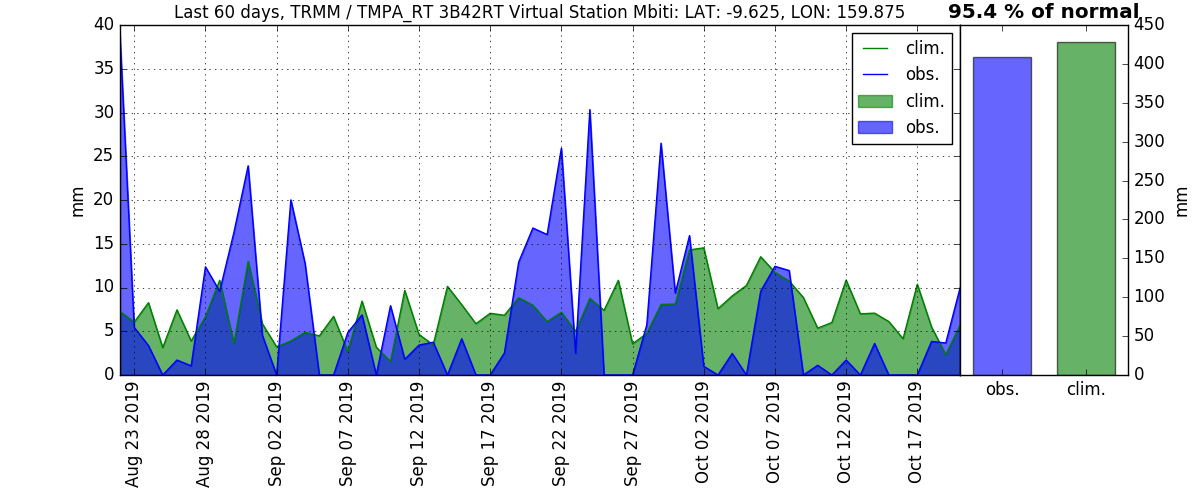 Last 60 days, TRMM / TMPA_RT 3B42RT Virtual Station Mbiti: LAT: -9.625, LON: 159.875
95.4 % of normal
mm
40
35
30
25
20
15
10
5
0
clim.
obs.
clim.
obs.
Aug 23 2019
Aug 28 2019
Sep 02 2019
Sep 07 2019
Sep 12 2019
Sep 17 2019
Sep 22 2019
Sep 27 2019
Oct 02 2019
Oct 07 2019
Oct 12 2019
Oct 17 2019
obs.
clim.
450
400
350
300
250
200
150
100
50
0
mm